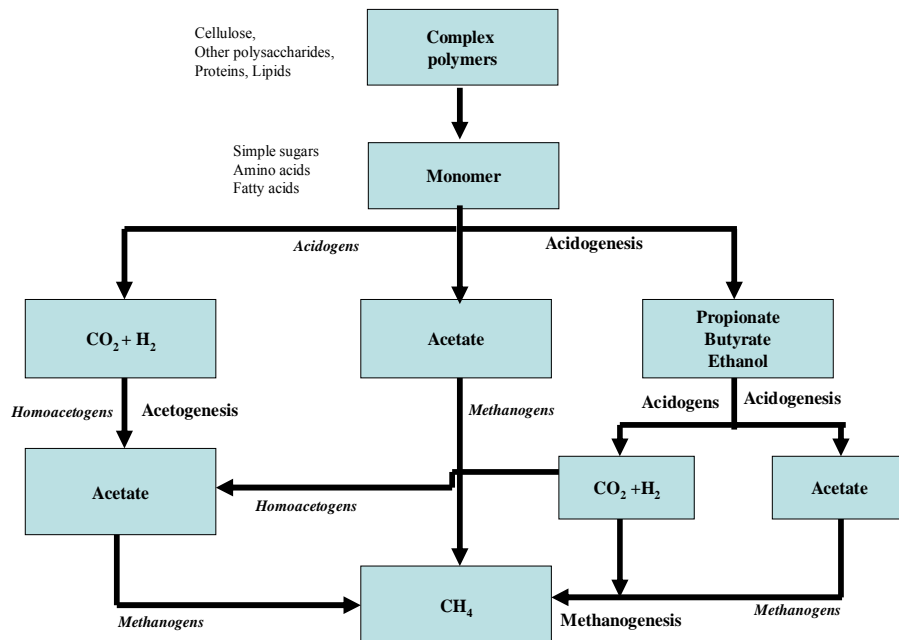 Cellulose,
Other polysaccharides,
Proteins, Lipids
Complex
polymers
Simple sugars
Amino acids
Fatty acids
Monomer
Acidogens
Acidogenesis
CO₂ + H₂
Acetate
Propionate
Butyrate
Ethanol
Homoacetogens
Acetogenesis
Methanogens
Acidogens
Acidogenesis
Acetate
Homoacetogens
CO₂ +H₂
Acetate
Methanogens
CH₄
Methanogenesis
Methanogens